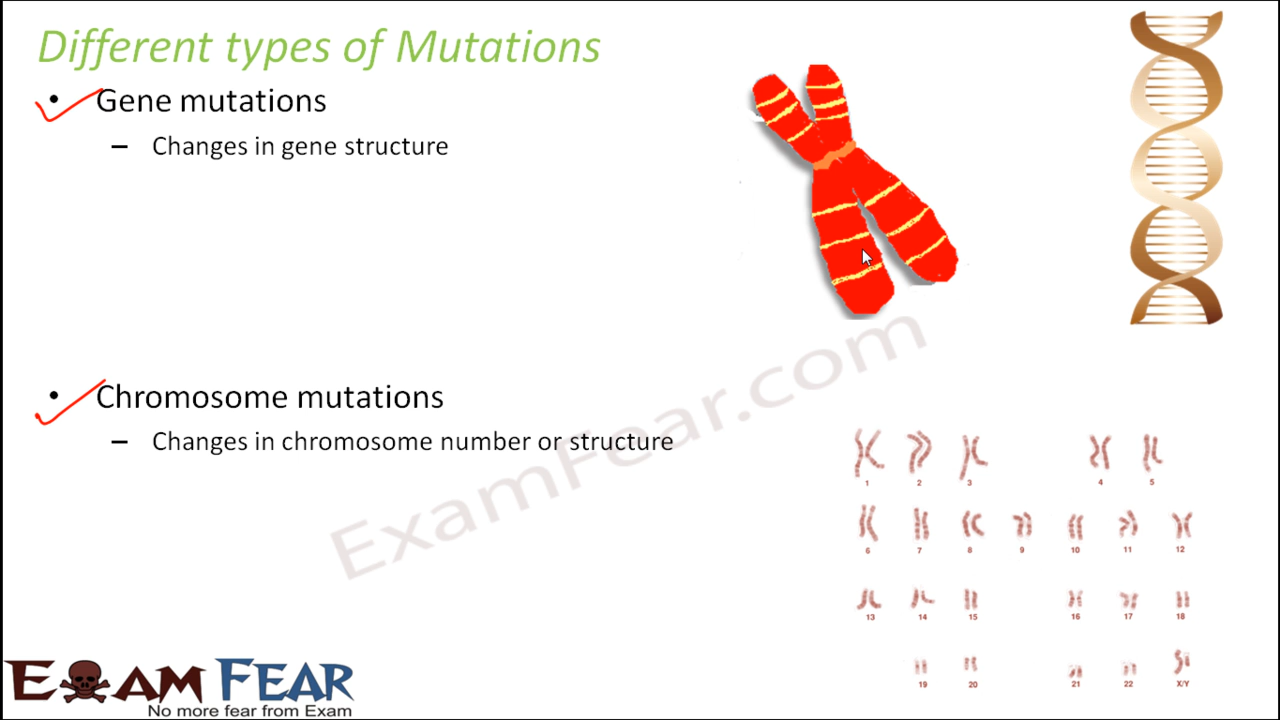 Different types of Mutations
• Gene mutations
– Changes in gene structure
• Chromosome mutations
– Changes in chromosome number or structure
ExamFear.com
1 2 3 4 5
6 7 8 9 10 11 12
13 14 15 16 17 18
19 20 21 22 X/Y
EXAM FEAR
No more fear from Exam